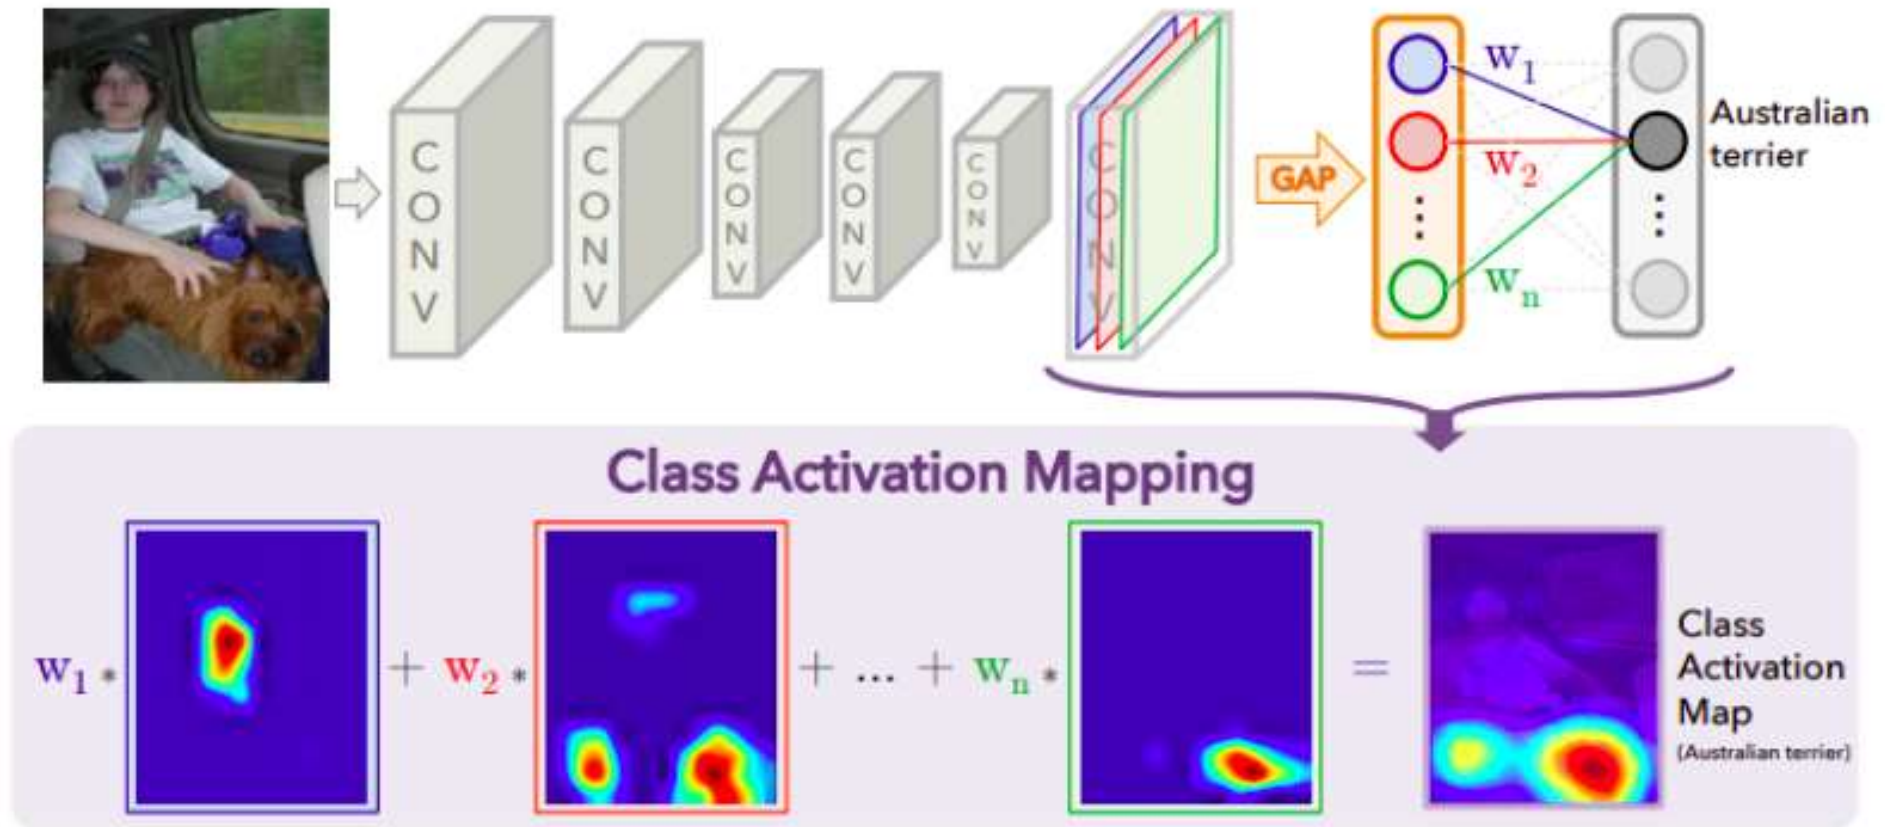 CONV
CONV
CONV
CONV
CONV
CONV
GAP
w1
w2
wn
Australian
terrier
Class Activation Mapping
w1 * + w2 * + ... + wn * =
Class
Activation
Map
(Australian terrier)